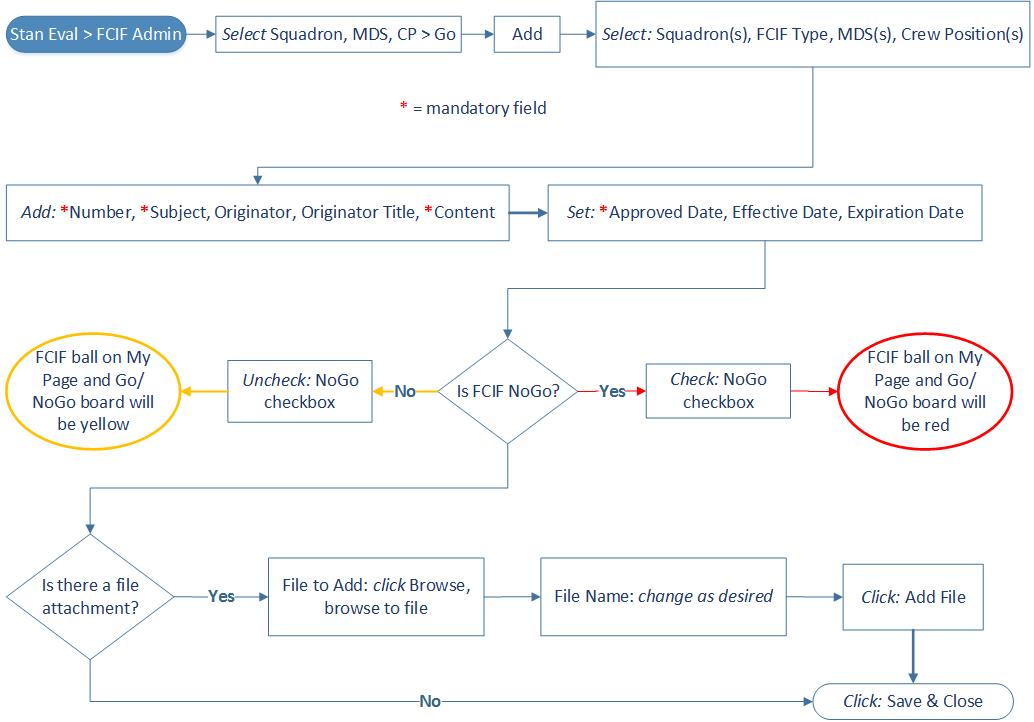 Stan Eval > FCIF Admin
Select Squadron, MDS, CP > Go
Add
Select: Squadron(s), FCIF Type, MDS(s), Crew Position(s)
* = mandatory field
Add: *Number, *Subject, Originator, Originator Title, *Content
Set: *Approved Date, Effective Date, Expiration Date
FCIF ball on My
Page and Go/
NoGo board will
be yellow
Uncheck: NoGo
checkbox
No
Is FCIF NoGo?
Yes
Check: NoGo
checkbox
FCIF ball on My
Page and Go/
NoGo board will
be red
Is there a file
attachment?
Yes
File to Add: click Browse,
browse to file
File Name: change as desired
Click: Add File
No
Click: Save & Close